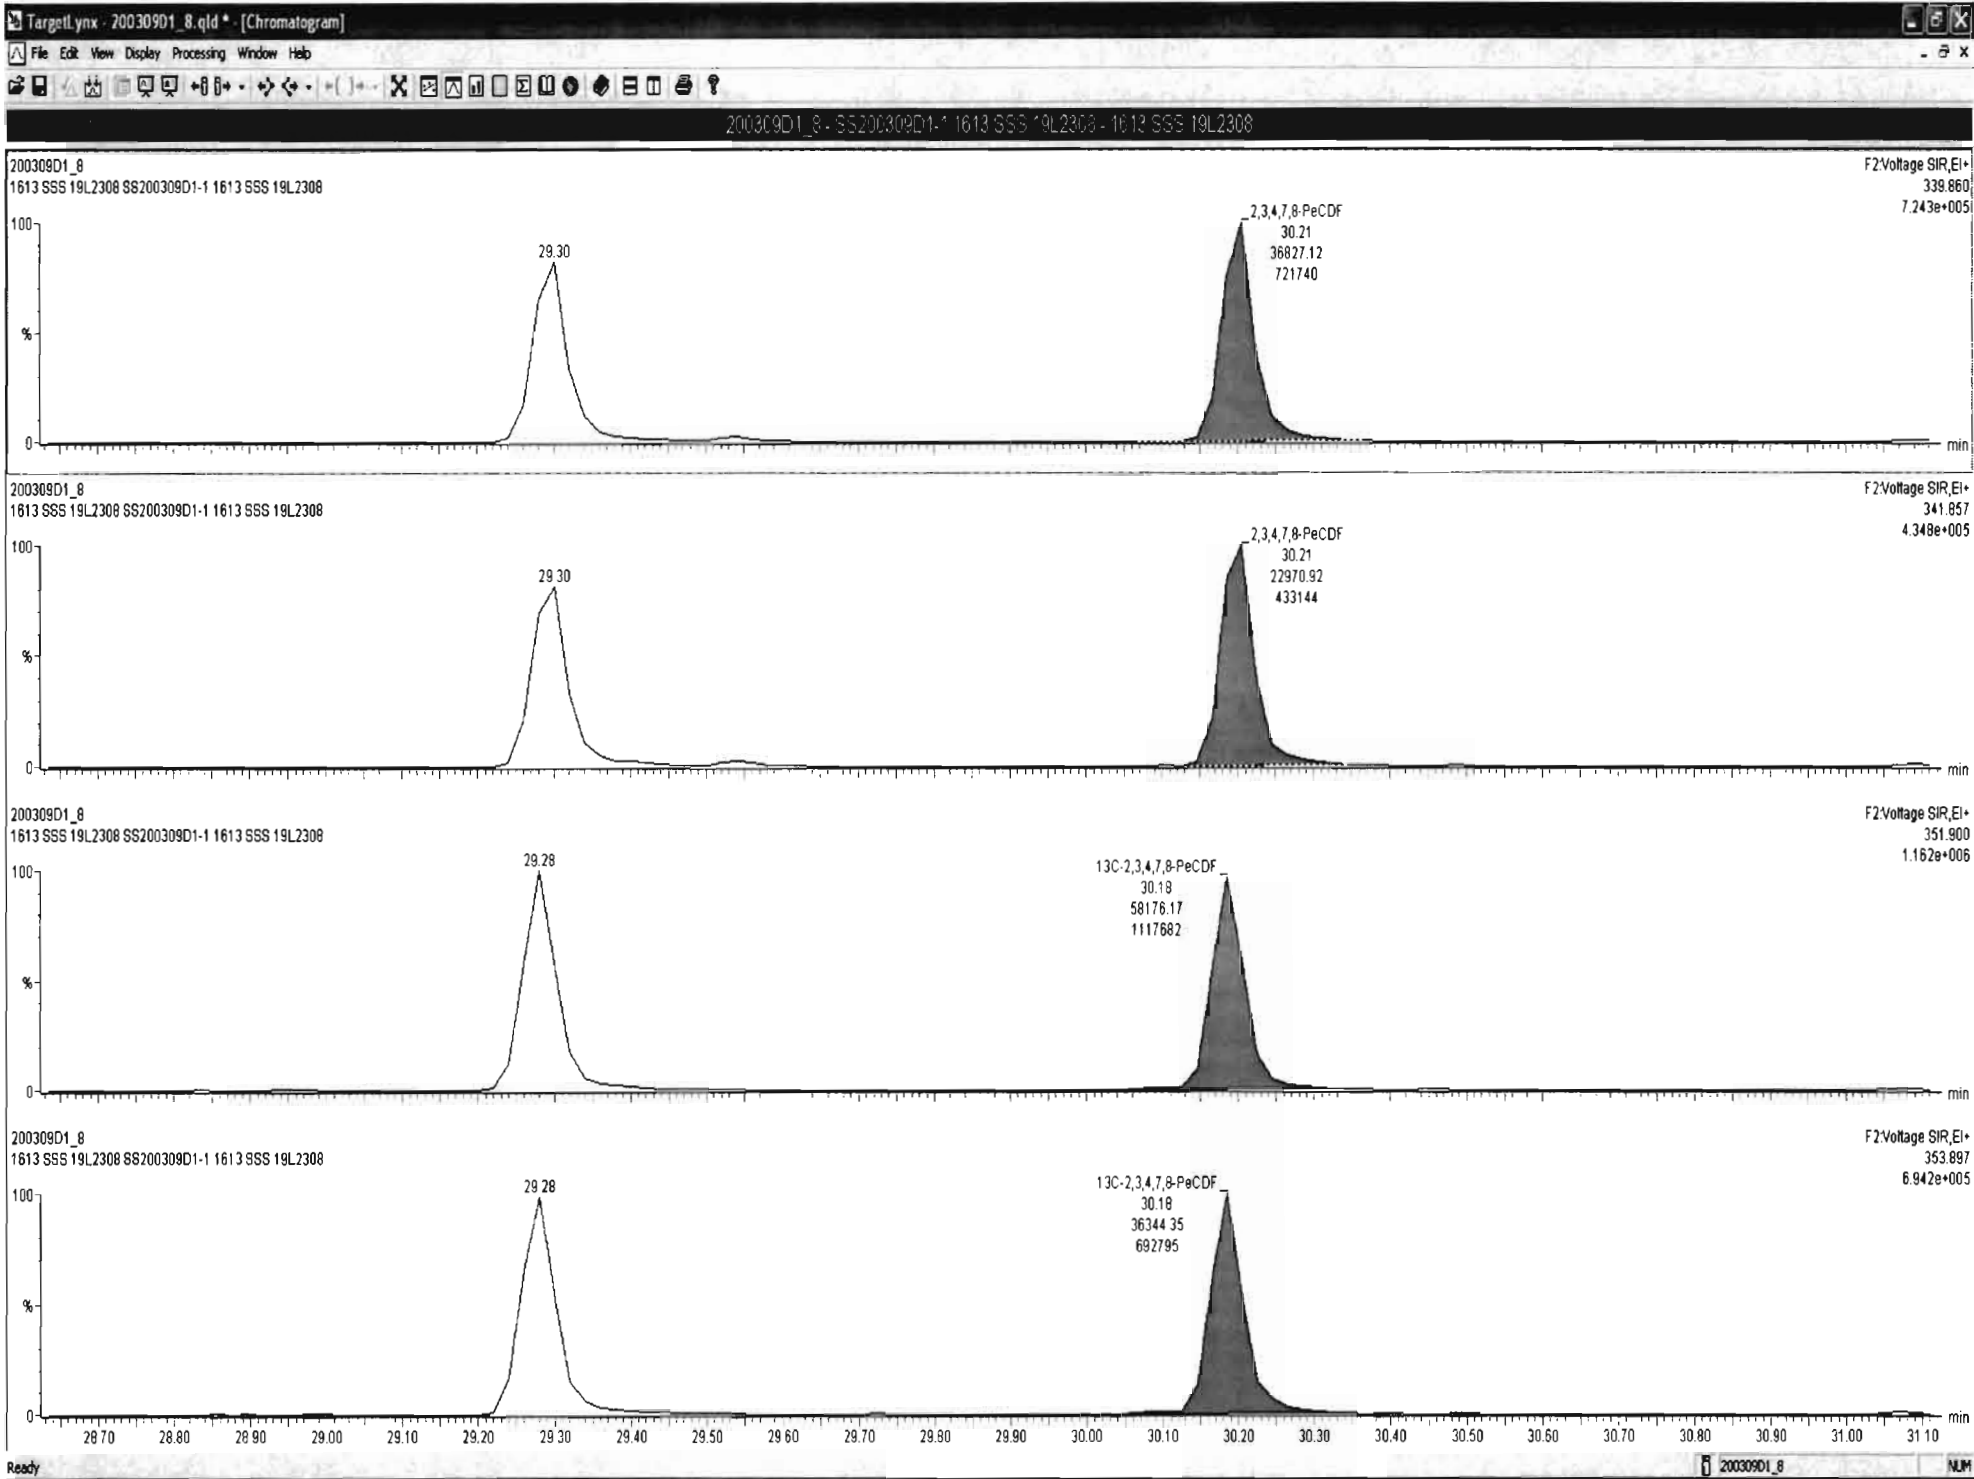 TargetLynx - 200309D1_8.qld * - [Chromatogram]
File Edit View Display Processing Window Help
200309D1_8 - SS200309D1-1 1613 SSS 19L2308 - 1613 SSS 19L2308
200309D1_8
1613 SSS 19L2308 SS200309D1-1 1613 SSS 19L2308
F2:Voltage SIR,EI+
339.860
7.243e+005
100
%
0
29.30
2,3,4,7,8-PeCDF
30.21
36827.12
721740
min
200309D1_8
1613 SSS 19L2308 SS200309D1-1 1613 SSS 19L2308
F2:Voltage SIR,EI+
341.857
4.348e+005
100
%
0
29.30
2,3,4,7,8-PeCDF
30.21
22970.92
433144
min
200309D1_8
1613 SSS 19L2308 SS200309D1-1 1613 SSS 19L2308
F2:Voltage SIR,EI+
351.900
1.162e+006
100
%
0
29.28
13C-2,3,4,7,8-PeCDF
30.18
58176.17
1117682
min
200309D1_8
1613 SSS 19L2308 SS200309D1-1 1613 SSS 19L2308
F2:Voltage SIR,EI+
353.897
6.942e+005
100
%
0
29.28
13C-2,3,4,7,8-PeCDF
30.18
36344.35
692795
min
28.70 28.80 28.90 29.00 29.10 29.20 29.30 29.40 29.50 29.60 29.70 29.80 29.90 30.00 30.10 30.20 30.30 30.40 30.50 30.60 30.70 30.80 30.90 31.00 31.10
Ready 200309D1_8 NUM